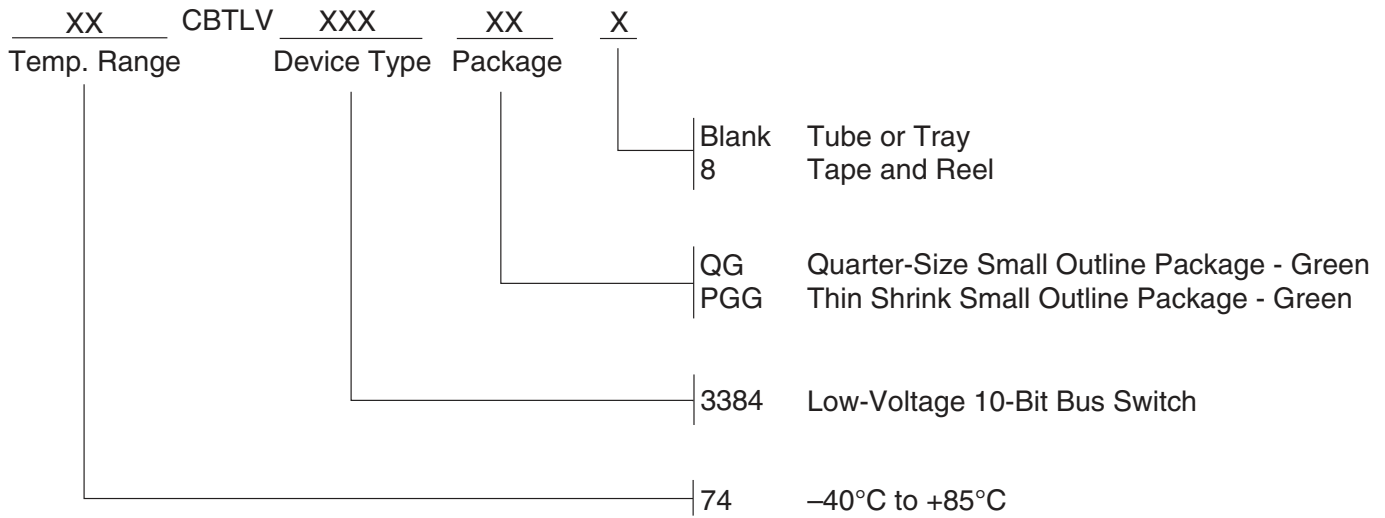 XX CBTLV XXX XX X
Temp. Range Device Type Package
Blank Tube or Tray
8 Tape and Reel
QG Quarter-Size Small Outline Package - Green
PGG Thin Shrink Small Outline Package - Green
3384 Low-Voltage 10-Bit Bus Switch
74 –40°C to +85°C